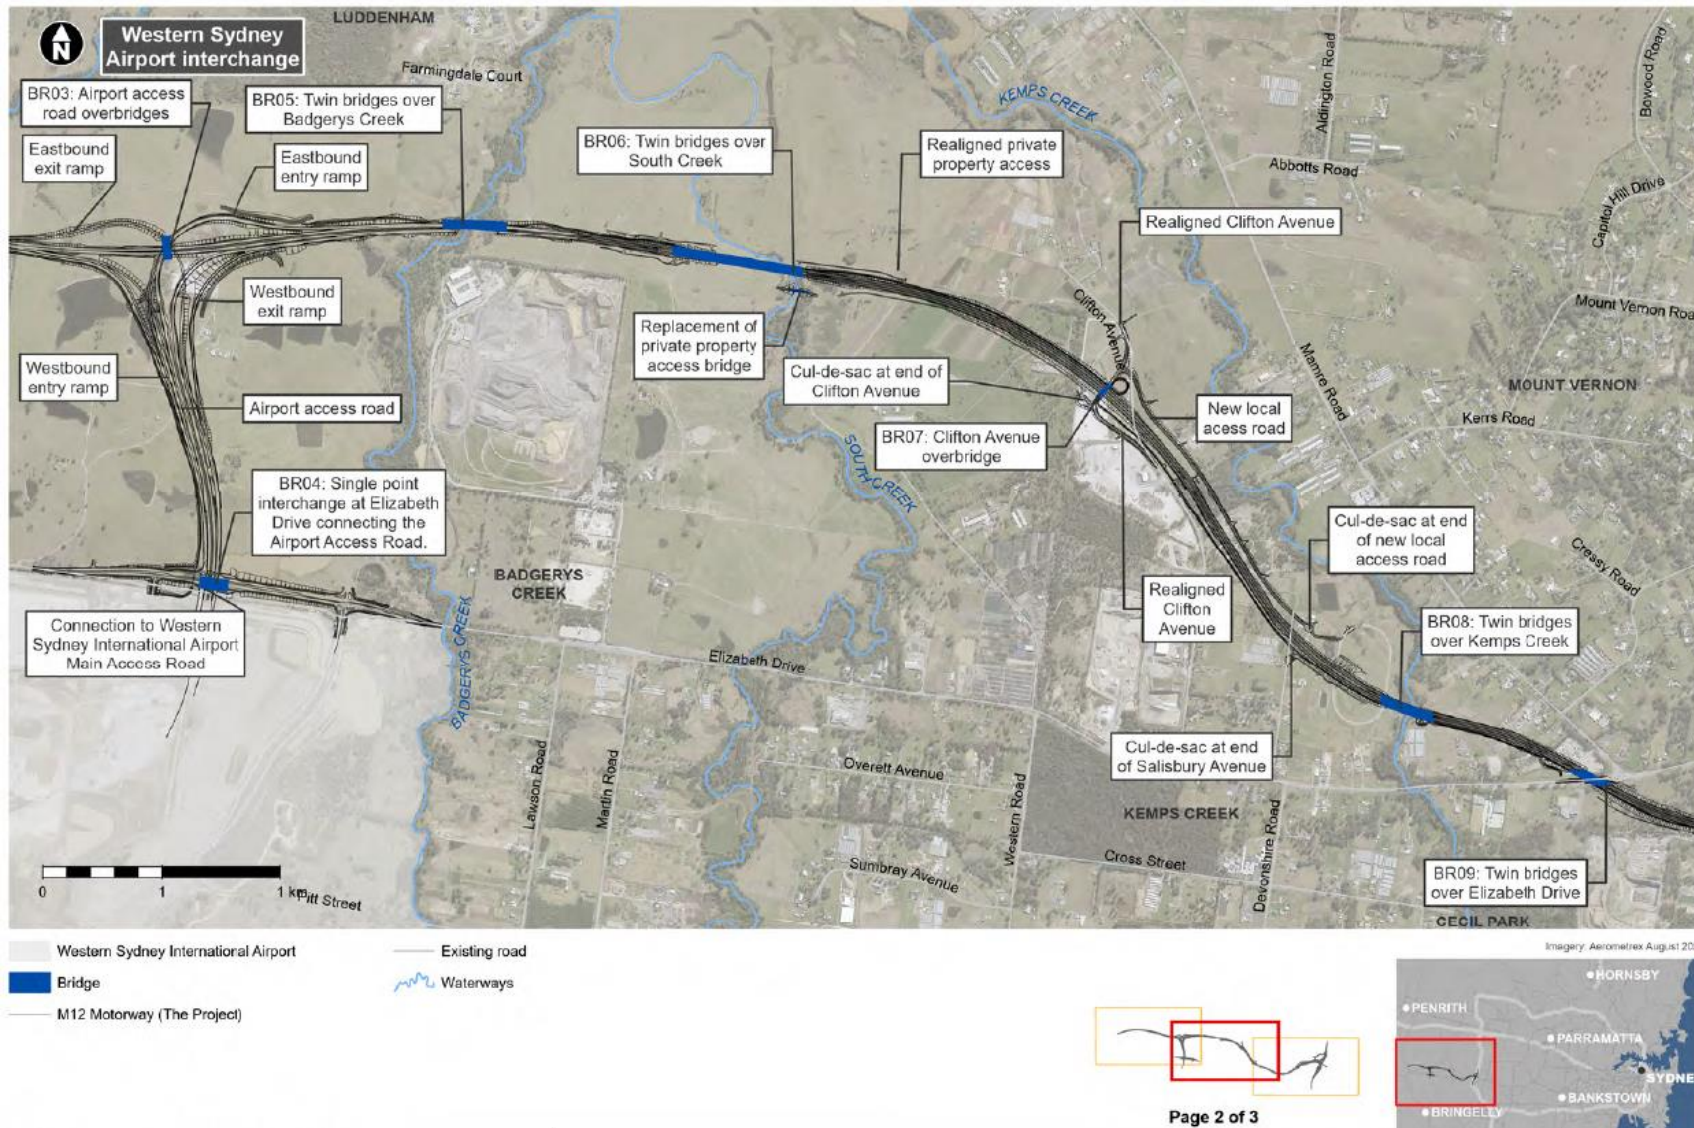 LUDDENHAM
Western Sydney
Airport interchange
N
Farmingdale Court
BR03: Airport access
road overbridges
BR05: Twin bridges over
Badgerys Creek
BR06: Twin bridges over
South Creek
Realigned private
property access
KEMPS CREEK
Aldington Road
Bowood Road
Abbotts Road
Capitol Hill Drive
Eastbound
exit ramp
Eastbound
entry ramp
Realigned Clifton Avenue
Westbound
exit ramp
Clifton Avenue
Mount Vernon Roa
Replacement of
private property
access bridge
Westbound
entry ramp
Cul-de-sac at end of
Clifton Avenue
Mamre Road
MOUNT VERNON
Airport access road
New local
acess road
Kerrs Road
BR07: Clifton Avenue
overbridge
SOUTH CREEK
BR04: Single point
interchange at Elizabeth
Drive connecting the
Airport Access Road.
Cul-de-sac at end
of new local
access road
Cressy Road
BADGERYS
CREEK
Realigned
Clifton
Avenue
Connection to Western
Sydney International Airport
Main Access Road
BADGERYS CREEK
BR08: Twin bridges
over Kemps Creek
Elizabeth Drive
Cul-de-sac at end
of Salisbury Avenue
Overett Avenue
Lawson Road
Martin Road
Western Road
KEMPS CREEK
Devonshire Road
Cross Street
Sumbray Avenue
BR09: Twin bridges
over Elizabeth Drive
0 1 1 km
Pitt Street
CECIL PARK
Imagery: Aerometrex August 20
Western Sydney International Airport
Bridge
M12 Motorway (The Project)
Existing road
Waterways
Page 2 of 3
HORNSBY
PENRITH
PARRAMATTA
SYDNE
BANKSTOWN
BRINGELLY